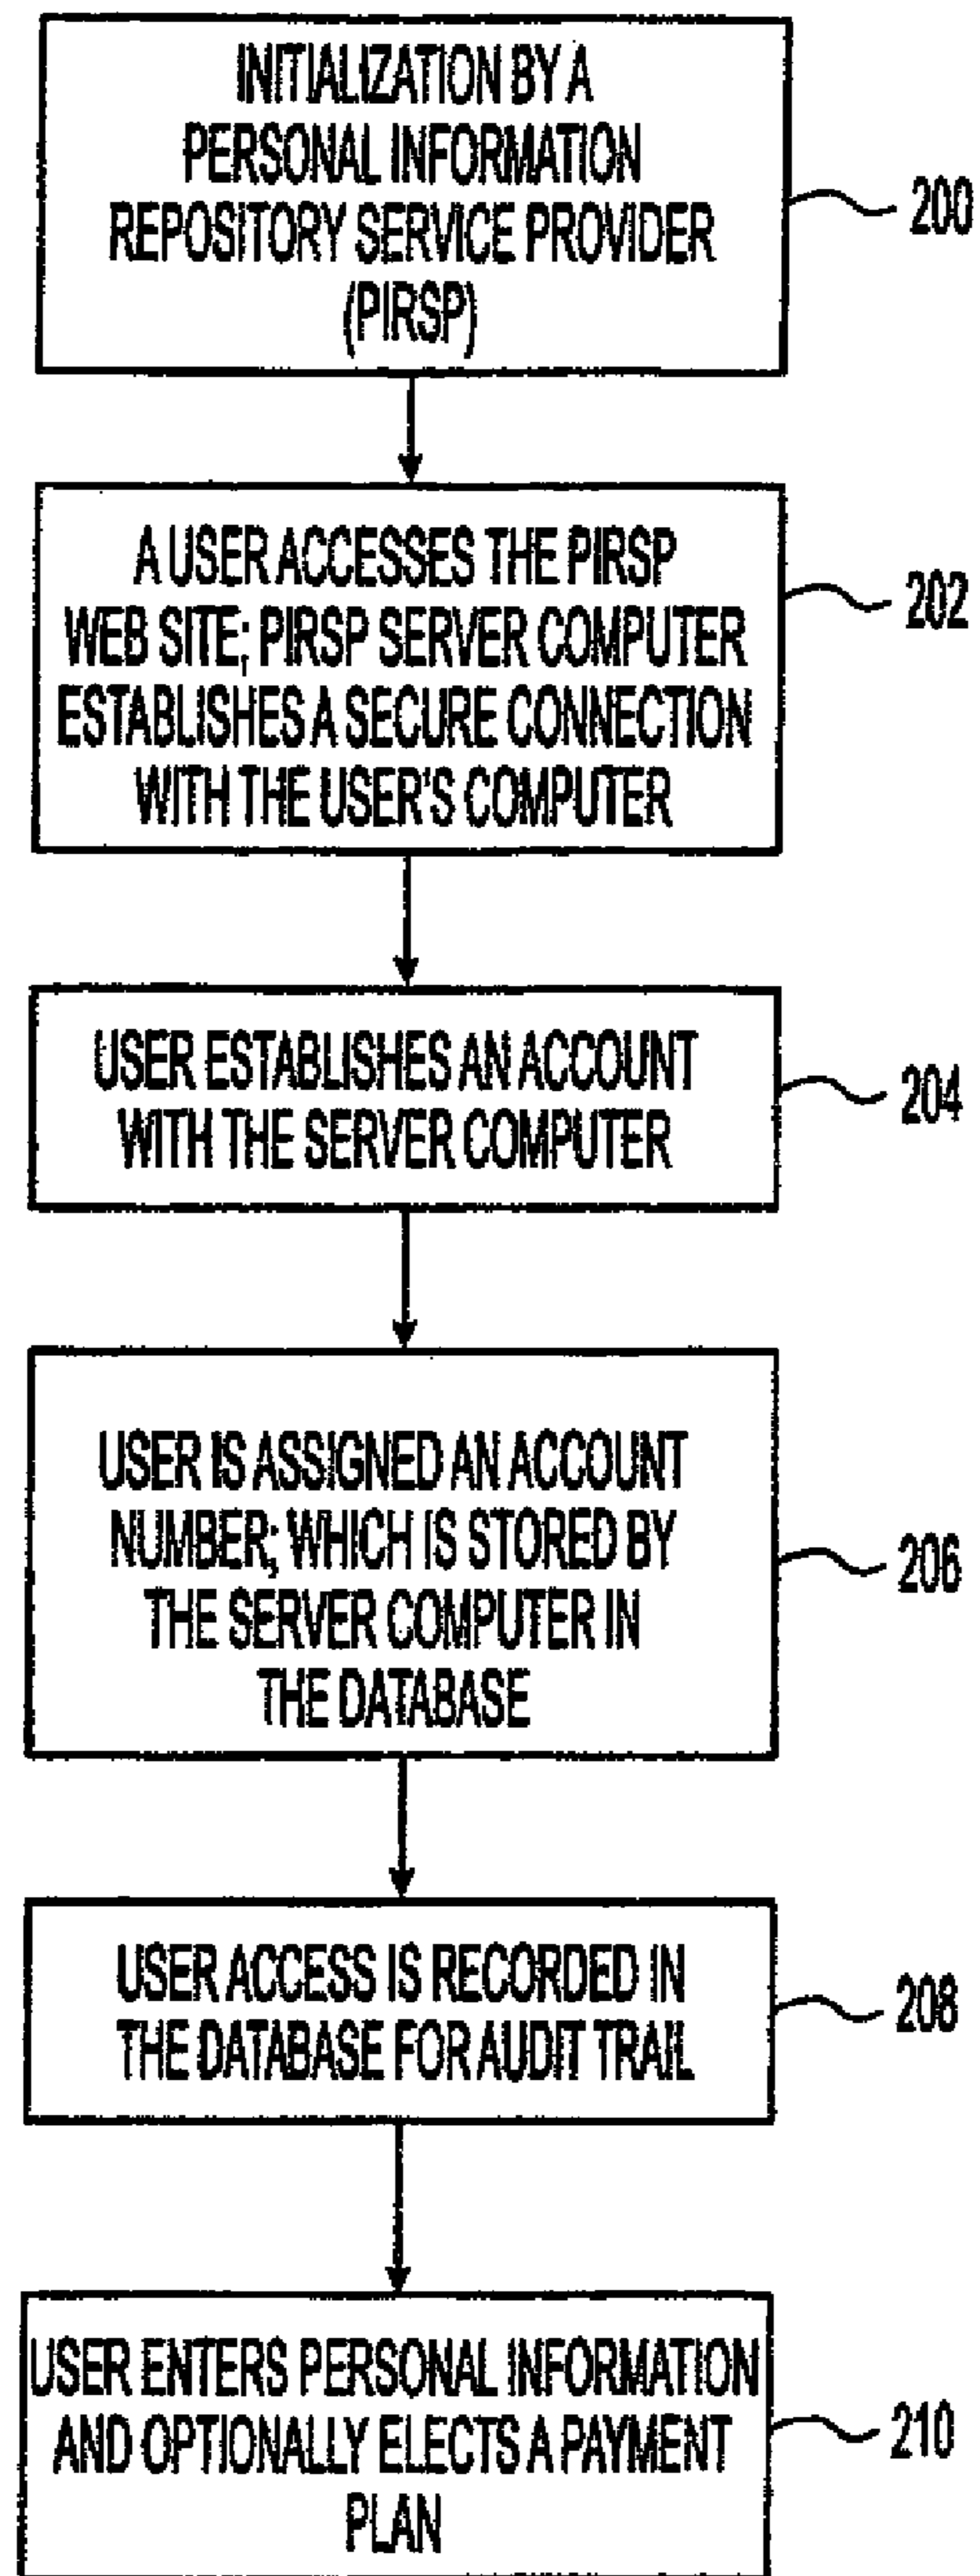 INITIALIZATION BY A
PERSONAL INFORMATION
REPOSITORY SERVICE PROVIDER
(PIRSP)
200
A USER ACCESSES THE PIRSP
WEB SITE; PIRSP SERVER COMPUTER
ESTABLISHES A SECURE CONNECTION
WITH THE USER'S COMPUTER
202
USER ESTABLISHES AN ACCOUNT
WITH THE SERVER COMPUTER
204
USER IS ASSIGNED AN ACCOUNT
NUMBER; WHICH IS STORED BY
THE SERVER COMPUTER IN
THE DATABASE
206
USER ACCESS IS RECORDED IN
THE DATABASE FOR AUDIT TRAIL
208
USER ENTERS PERSONAL INFORMATION
AND OPTIONALLY ELECTS A PAYMENT
PLAN
210